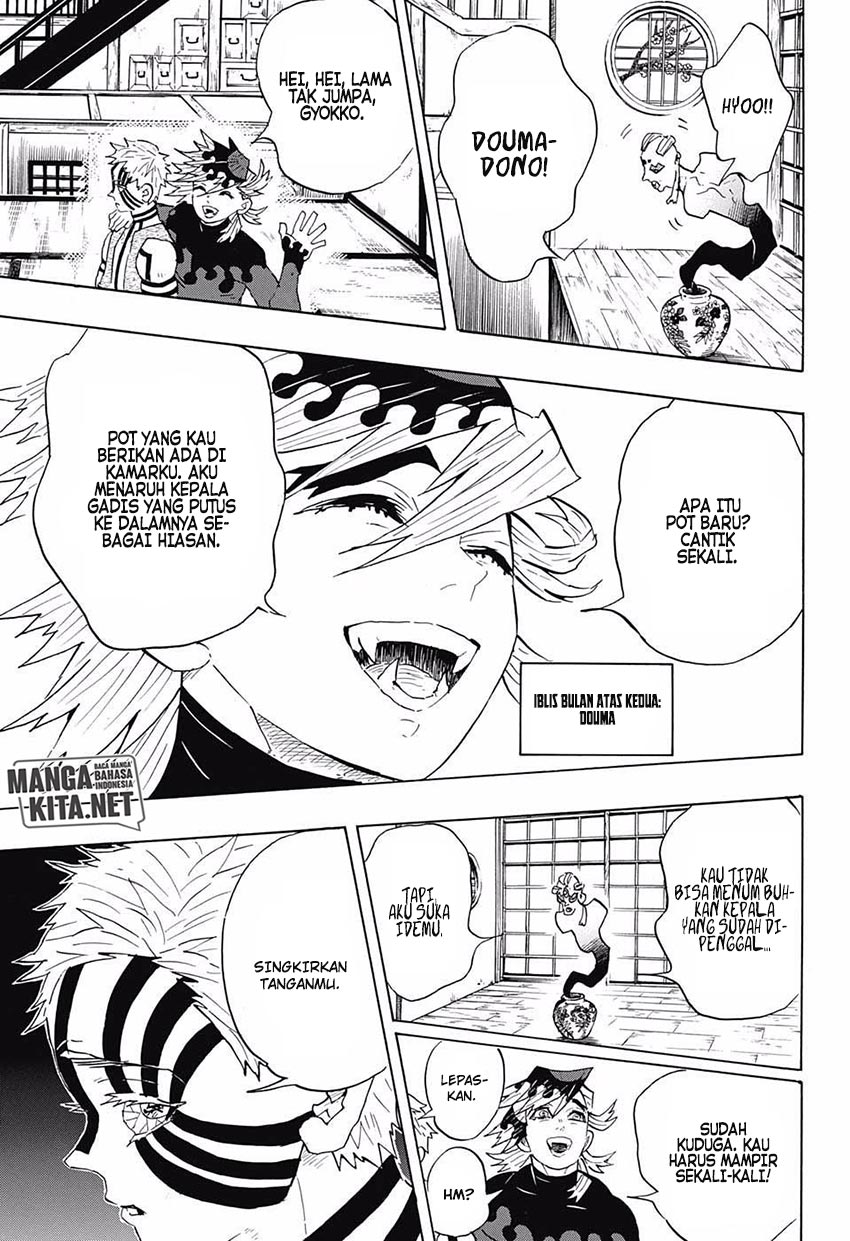 HYOO!!
DOUMA-
DONO!
HEI, HEI, LAMA
TAK JUMPA,
GYOKKO.
APA ITU
POT BARU?
CANTIK
SEKALI.
POT YANG KAU
BERIKAN ADA DI
KAMARKU. AKU
MENARUH KEPALA
GADIS YANG PUTUS
KE DALAMNYA SE-
BAGAI HIASAN.
IBLIS BULAN ATAS KEDUA:
DOUMA
MANGA
KITA.NET
BACA MANGA
BAHASA
INDONESIA
KAU TIDAK
BISA MENUM BUH-
KAN KEPALA
YANG SUDAH DI-
PENGGAL...
TAPI,
AKU SUKA
IDEMU.
SUDAH
KUDUGA. KAU
HARUS MAMPIR
SEKALI-KALI!
LEPAS-
KAN.
HM?
SINGKIRKAN
TANGANMU.